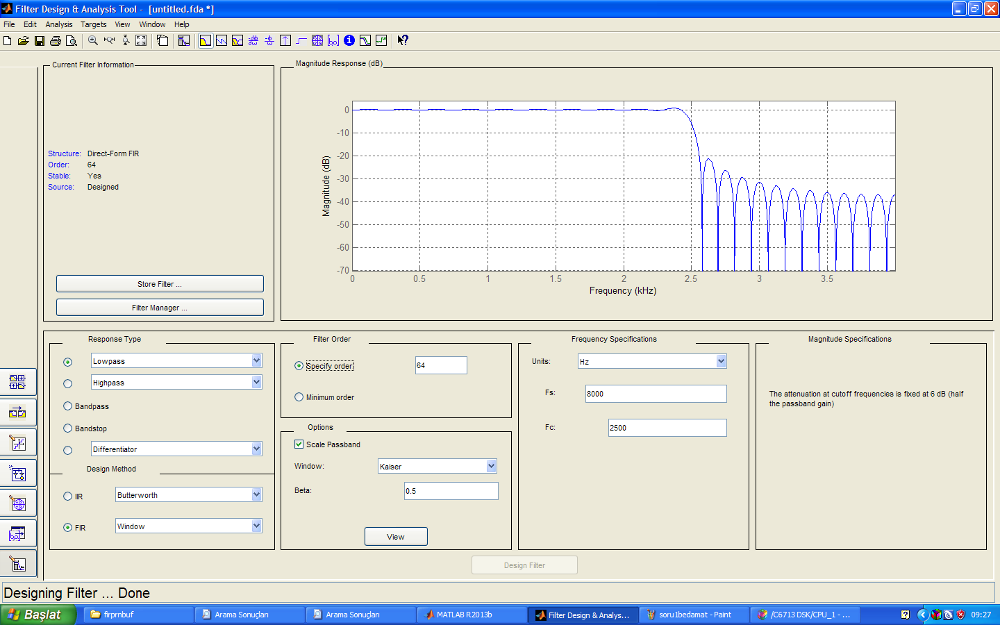 Filter Design & Analysis Tool - [untitled.fda *]
File Edit Analysis Targets View Window Help
Current Filter Information
Structure: Direct-Form FIR
Order: 64
Stable: Yes
Source: Designed
Store Filter ...
Filter Manager ...
Magnitude Response (dB)
0
-10
-20
-30
-40
-50
-60
-70
Magnitude (dB)
0 0.5 1 1.5 2 2.5 3 3.5
Frequency (kHz)
Response Type
Lowpass
Highpass
Bandpass
Bandstop
Differentiator
Design Method
IIR Butterworth
FIR Window
Filter Order
Specify order: 64
Minimum order
Options
Scale Passband
Window: Kaiser
Beta: 0.5
View
Frequency Specifications
Units: Hz
Fs: 8000
Fc: 2500
Magnitude Specifications
The attenuation at cutoff frequencies is fixed at 6 dB (half
the passband gain)
Design Filter
Designing Filter ... Done
Başlat firprnbuf Arama Sonuçları Arama Sonuçları MATLAB R2013b Filter Design & Analys... soru1bedamat - Paint /C6713 DSK/CPU_1 - ... 09:27